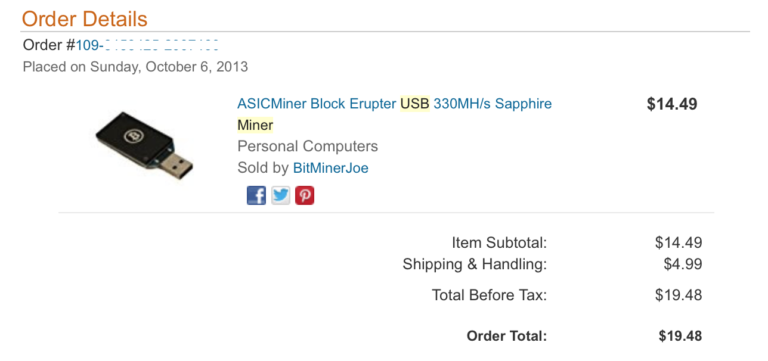 Order Details
Order #109-
Placed on Sunday, October 6, 2013
ASICMiner Block Erupter USB 330MH/s Sapphire $14.49
Miner
Personal Computers
Sold by BitMinerJoe
Item Subtotal: $14.49
Shipping & Handling: $4.99
Total Before Tax: $19.48
Order Total: $19.48